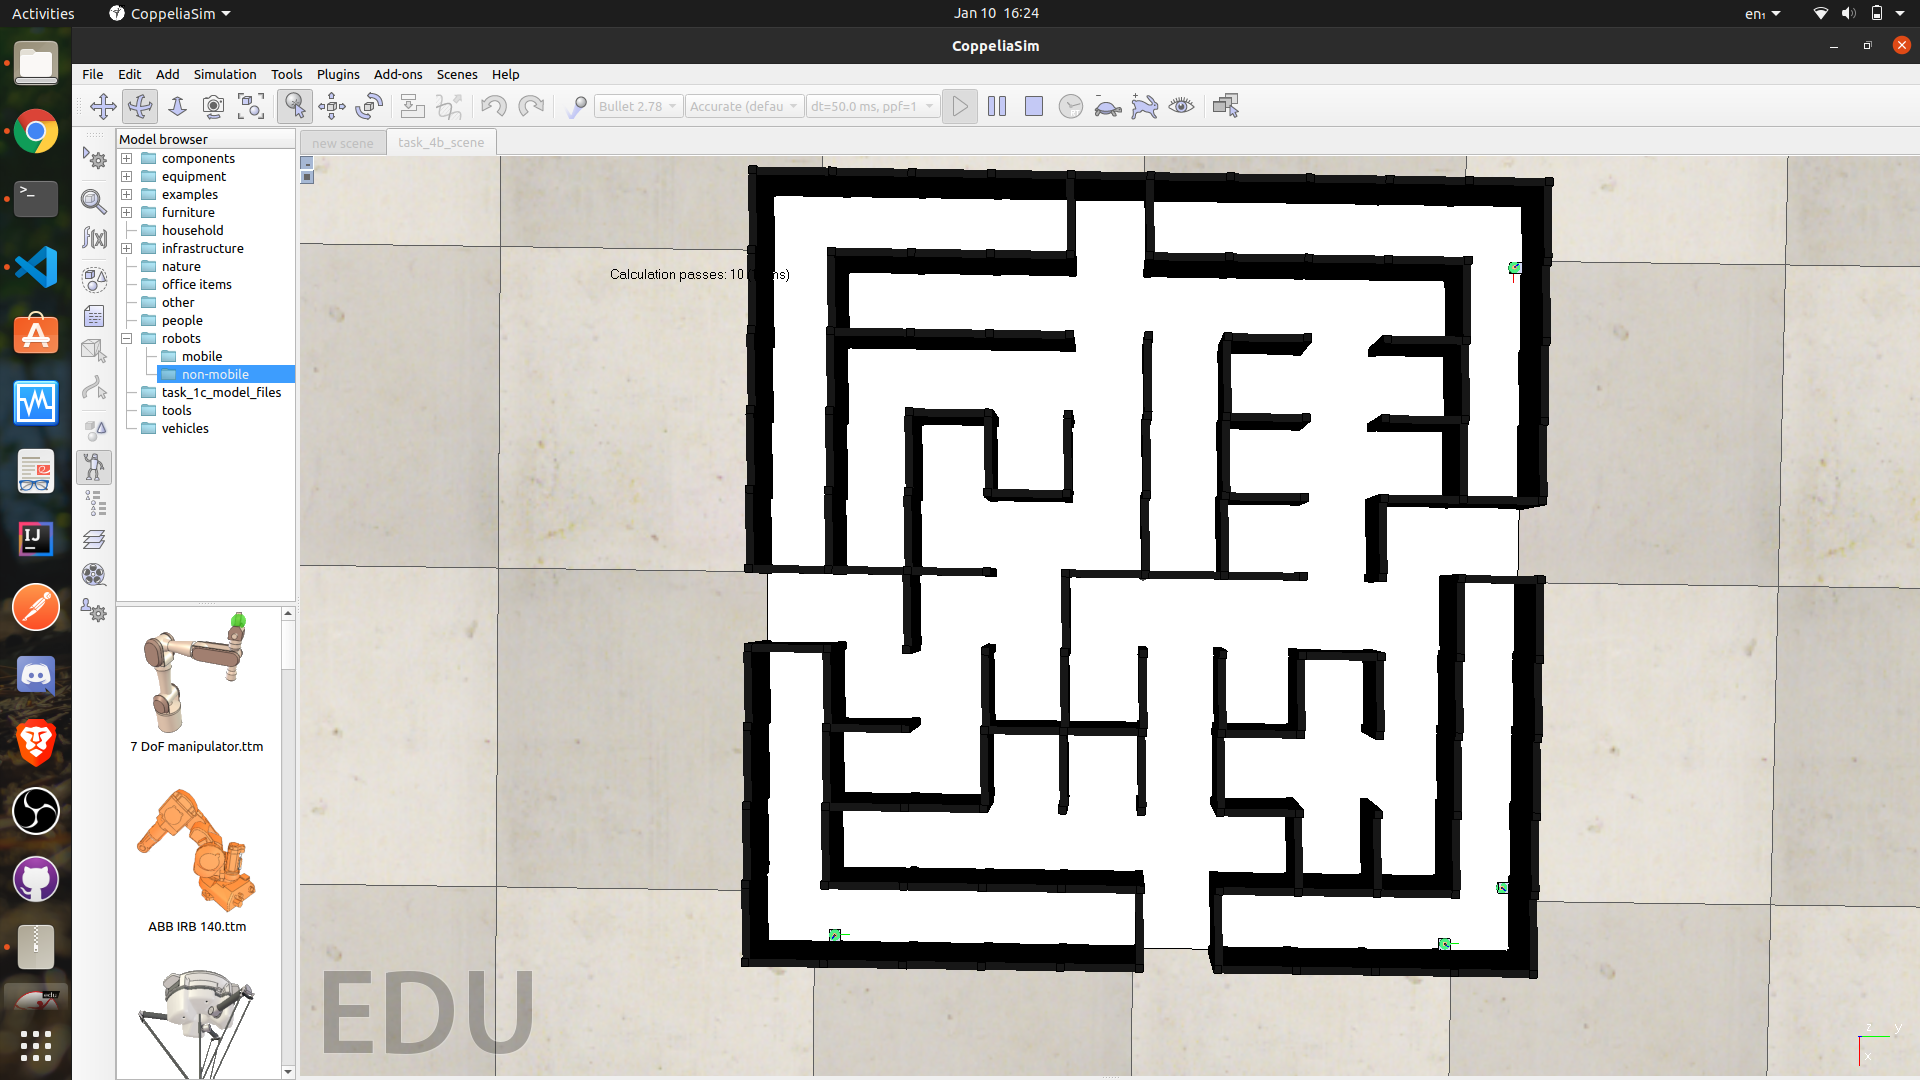 Activities CoppeliaSim Jan 10 16:24 en₁
CoppeliaSim
File Edit Add Simulation Tools Plugins Add-ons Scenes Help
Bullet 2.78 Accurate (defau dt=50.0 ms, ppf=1
Model browser
new scene task_4b_scene
components
equipment
examples
furniture
household
infrastructure
nature
office items
other
people
robots
mobile
non-mobile
task_1c_model_files
tools
vehicles
Calculation passes: 10
ms)
7 DoF manipulator.ttm
ABB IRB 140.ttm
EDU
z y
x